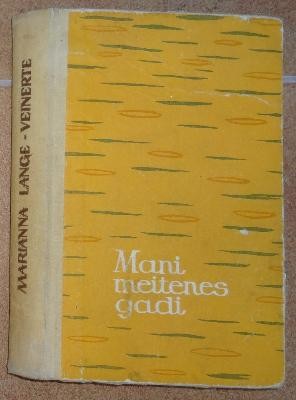 MARIANNA LANGE - VEINERTE
Mani
meitenes
gadi